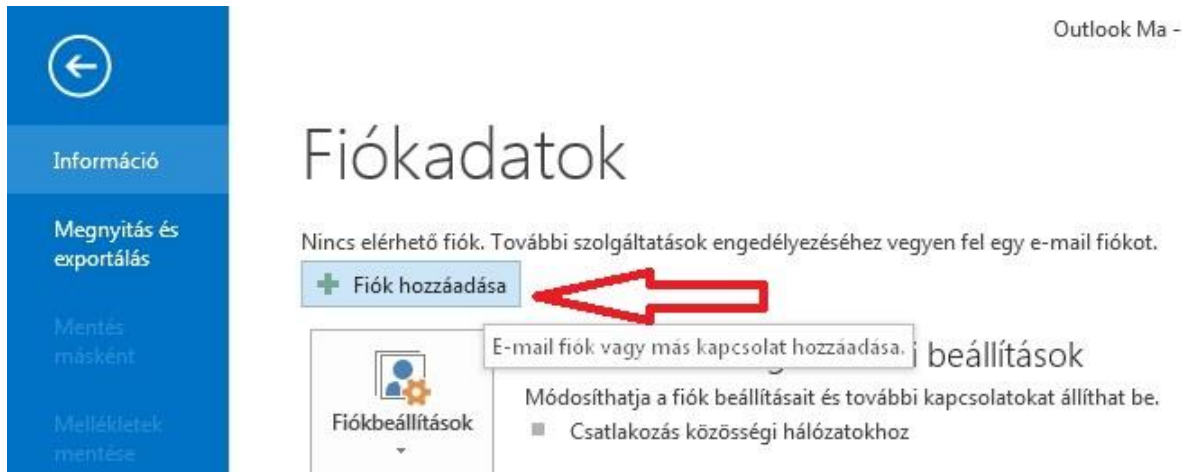 Outlook Ma -
Információ
Megnyitás és
exportálás
Mentés
másként
Mellékletek
mentése
Fiókadatok
Nincs elérhető fiók. További szolgáltatások engedélyezéséhez vegyen fel egy e-mail fiókot.
Fiók hozzáadása
E-mail fiók vagy más kapcsolat hozzáadása.
i beállítások
Fiókbeállítások
Módosíthatja a fiók beállításait és további kapcsolatokat állíthat be.
Csatlakozás közösségi hálózatokhoz